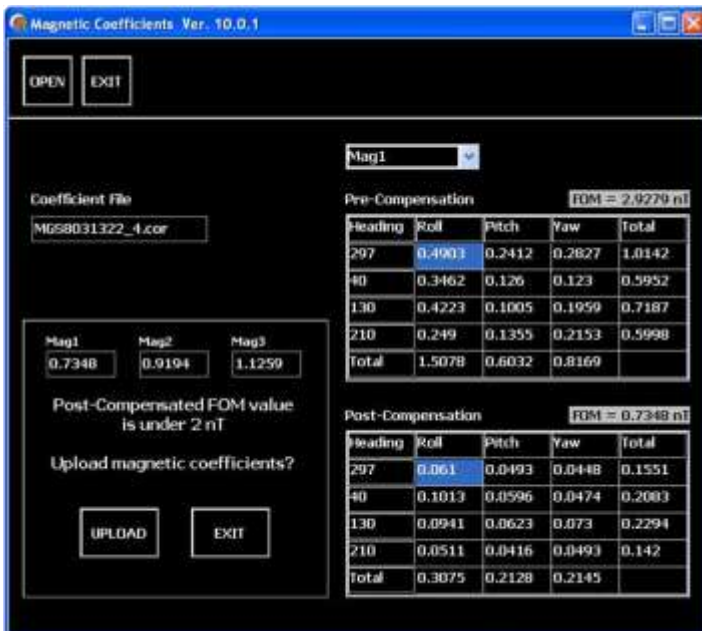 Magnetic Coefficients Ver. 10.0.1
OPEN EXIT
Mag1
Coefficient File
MGS8031322_4.cor
Pre-Compensation FOM = 2.9279 nT
Heading Roll Pitch Yaw Total
297 0.4903 0.2412 0.2827 1.0142
40 0.3462 0.126 0.123 0.5952
130 0.4223 0.1005 0.1959 0.7187
210 0.249 0.1355 0.2153 0.5998
Total 1.5078 0.6032 0.8169
Mag1 Mag2 Mag3
0.7348 0.9194 1.1259
Post-Compensated FOM value
is under 2 nT
Upload magnetic coefficients?
UPLOAD EXIT
Post-Compensation FOM = 0.7348 nT
Heading Roll Pitch Yaw Total
297 0.061 0.0493 0.0448 0.1551
40 0.1013 0.0596 0.0474 0.2083
130 0.0941 0.0623 0.073 0.2294
210 0.0511 0.0416 0.0493 0.142
Total 0.3075 0.2128 0.2145